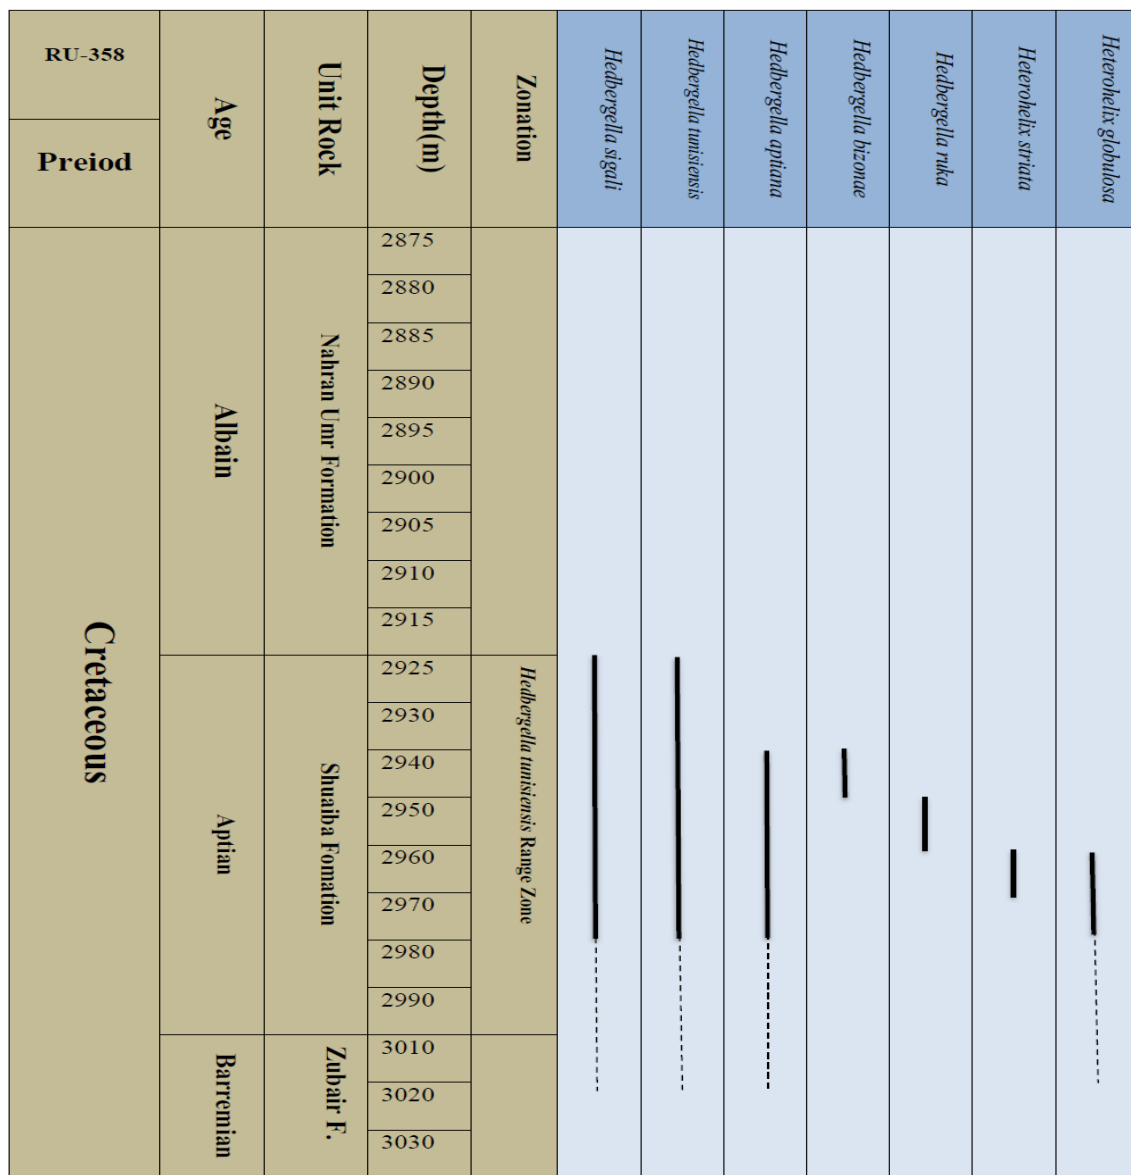 RU-358
Preiod
Age
Unit Rock
Depth(m)
Zonation
Hedbergella sigali
Hedbergella tunisiensis
Hedbergella aptiana
Hedbergella bizonae
Hedbergella ruka
Heterohelix striata
Heterohelix globulosa
Cretaceous
Albain
Nahran Umr Formation
2875
2880
2885
2890
2895
2900
2905
2910
2915
Aptian
Shuaiba Fomation
2925
2930
2940
2950
2960
2970
2980
2990
Hedbergella tunisiensis Range Zone
Barremian
Zubair F.
3010
3020
3030